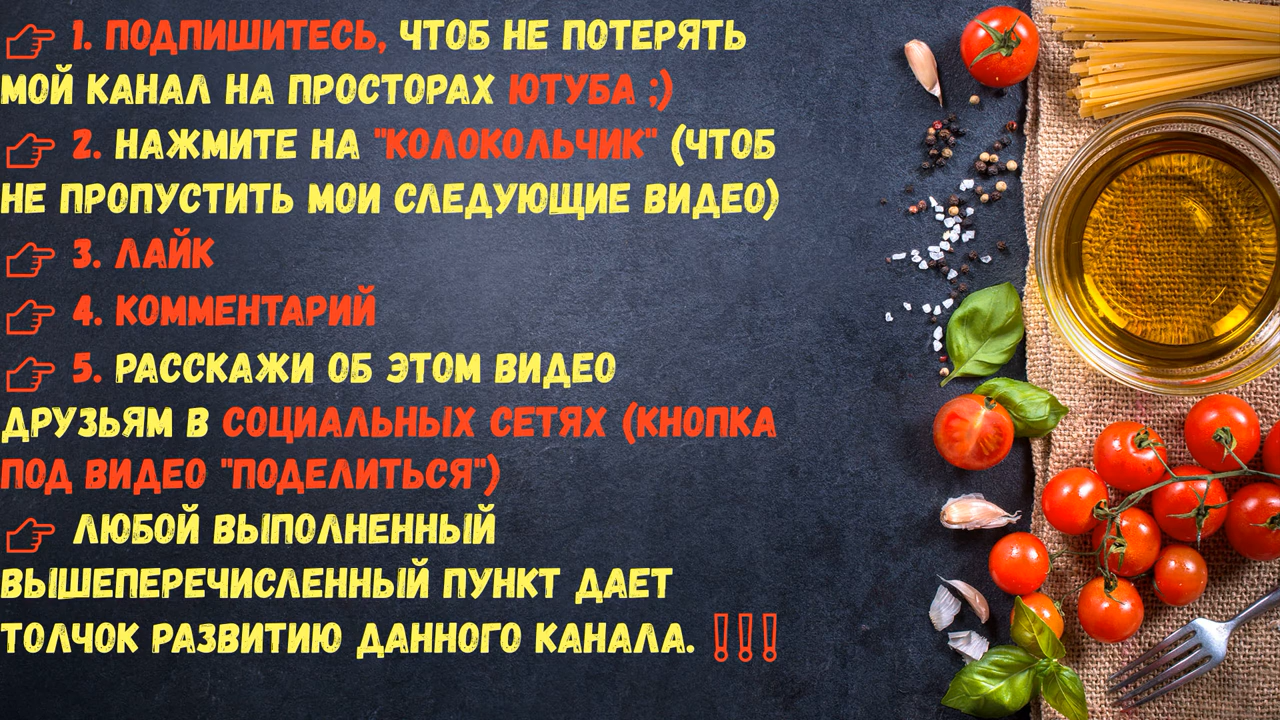 👉 1. ПОДПИШИТЕСЬ, ЧТОБ НЕ ПОТЕРЯТЬ
МОЙ КАНАЛ НА ПРОСТОРАХ ЮТУБА ;)
👉 2. НАЖМИТЕ НА "КОЛОКОЛЬЧИК" (ЧТОБ
НЕ ПРОПУСТИТЬ МОИ СЛЕДУЮЩИЕ ВИДЕО)
👉 3. ЛАЙК
👉 4. КОММЕНТАРИЙ
👉 5. РАССКАЖИ ОБ ЭТОМ ВИДЕО
ДРУЗЬЯМ В СОЦИАЛЬНЫХ СЕТЯХ (КНОПКА
ПОД ВИДЕО "ПОДЕЛИТЬСЯ")
👉 ЛЮБОЙ ВЫПОЛНЕННЫЙ
ВЫШЕПЕРЕЧИСЛЕННЫЙ ПУНКТ ДАЕТ
ТОЛЧОК РАЗВИТИЮ ДАННОГО КАНАЛА. !!!